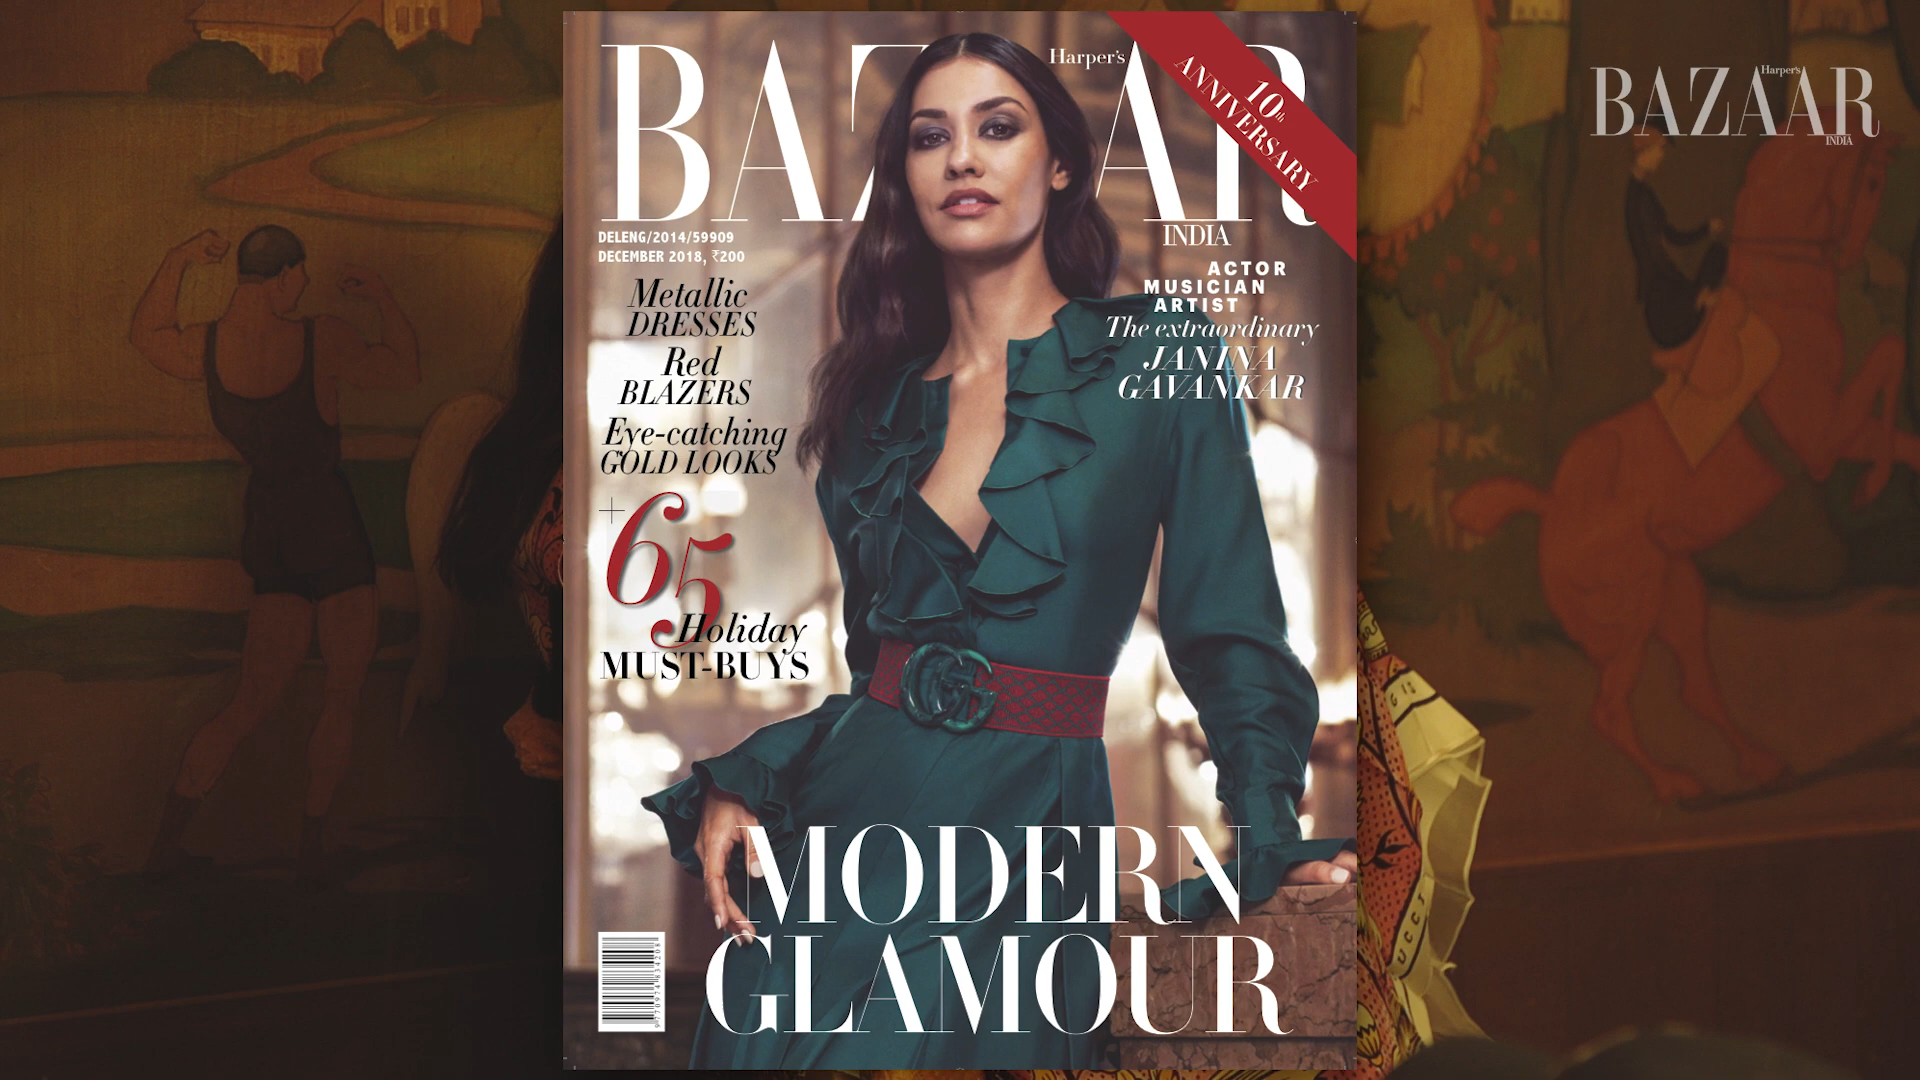 BAZAAR
Harper's
10th
ANNIVERSARY
INDIA
DELENG/2014/59909
DECEMBER 2018, ₹200
Metallic
DRESSES
Red
BLAZERS
Eye-catching
GOLD LOOKS
+65
Holiday
MUST-BUYS
ACTOR
MUSICIAN
ARTIST
The extraordinary
JANINA
GAVANKAR
MODERN
GLAMOUR
Harper's
BAZAAR
INDIA
GUCCI